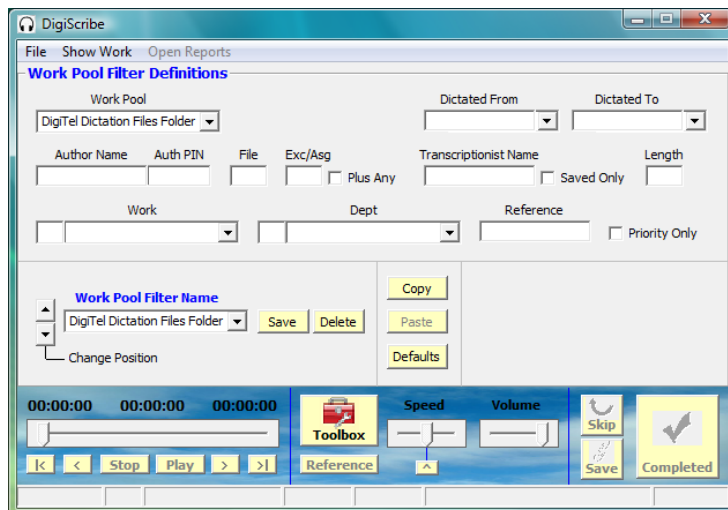 DigiScribe
File Show Work Open Reports
Work Pool Filter Definitions
Work Pool Dictated From Dictated To
DigiTel Dictation Files Folder
Author Name Auth PIN File Exc/Asg Transcriptionist Name Length
Plus Any Saved Only
Work Dept Reference
Priority Only
Copy
Work Pool Filter Name
DigiTel Dictation Files Folder Save Delete Paste
Change Position Defaults
00:00:00 00:00:00 00:00:00 Speed Volume
Toolbox Skip
|< < Stop Play > >| Reference ^ Save Completed